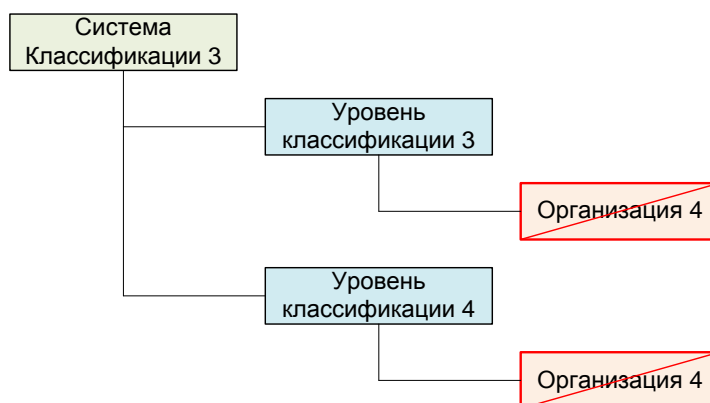 Система
Классификации 3
Уровень
классификации 3
Организация 4
Уровень
классификации 4
Организация 4